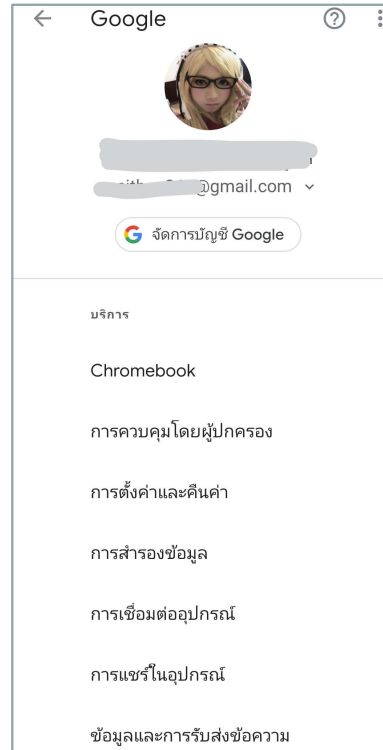 Google
@gmail.com
จัดการบัญชี Google
บริการ
Chromebook
การควบคุมโดยผู้ปกครอง
การตั้งค่าและคืนค่า
การสำรองข้อมูล
การเชื่อมต่ออุปกรณ์
การแชร์ในอุปกรณ์
ข้อมูลและการรับส่งข้อความ